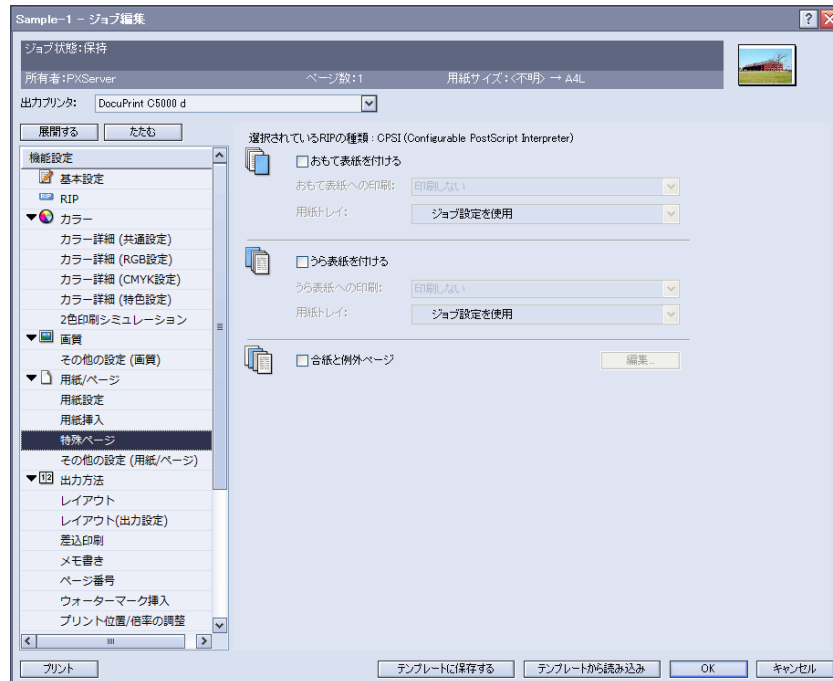 Sample-1 - ジョブ編集
ジョブ状態:保持
所有者:PXServer ページ数:1 用紙サイズ:<不明> → A4L
出力プリンタ: DocuPrint C5000 d
展開する たたむ
選択されているRIPの種類 : CPSI (Configurable PostScript Interpreter)
機能設定
基本設定
RIP
カラー
カラー詳細 (共通設定)
カラー詳細 (RGB設定)
カラー詳細 (CMYK設定)
カラー詳細 (特色設定)
2色印刷シミュレーション
画質
その他の設定 (画質)
用紙/ページ
用紙設定
用紙挿入
特殊ページ
その他の設定 (用紙/ページ)
出力方法
レイアウト
レイアウト(出力設定)
差込印刷
メモ書き
ページ番号
ウォーターマーク挿入
プリント位置/倍率の調整
おもて表紙を付ける
おもて表紙への印刷: 印刷しない
用紙トレイ: ジョブ設定を使用
うら表紙を付ける
うら表紙への印刷: 印刷しない
用紙トレイ: ジョブ設定を使用
合紙と例外ページ 編集...
プリント テンプレートに保存する テンプレートから読み込み OK キャンセル